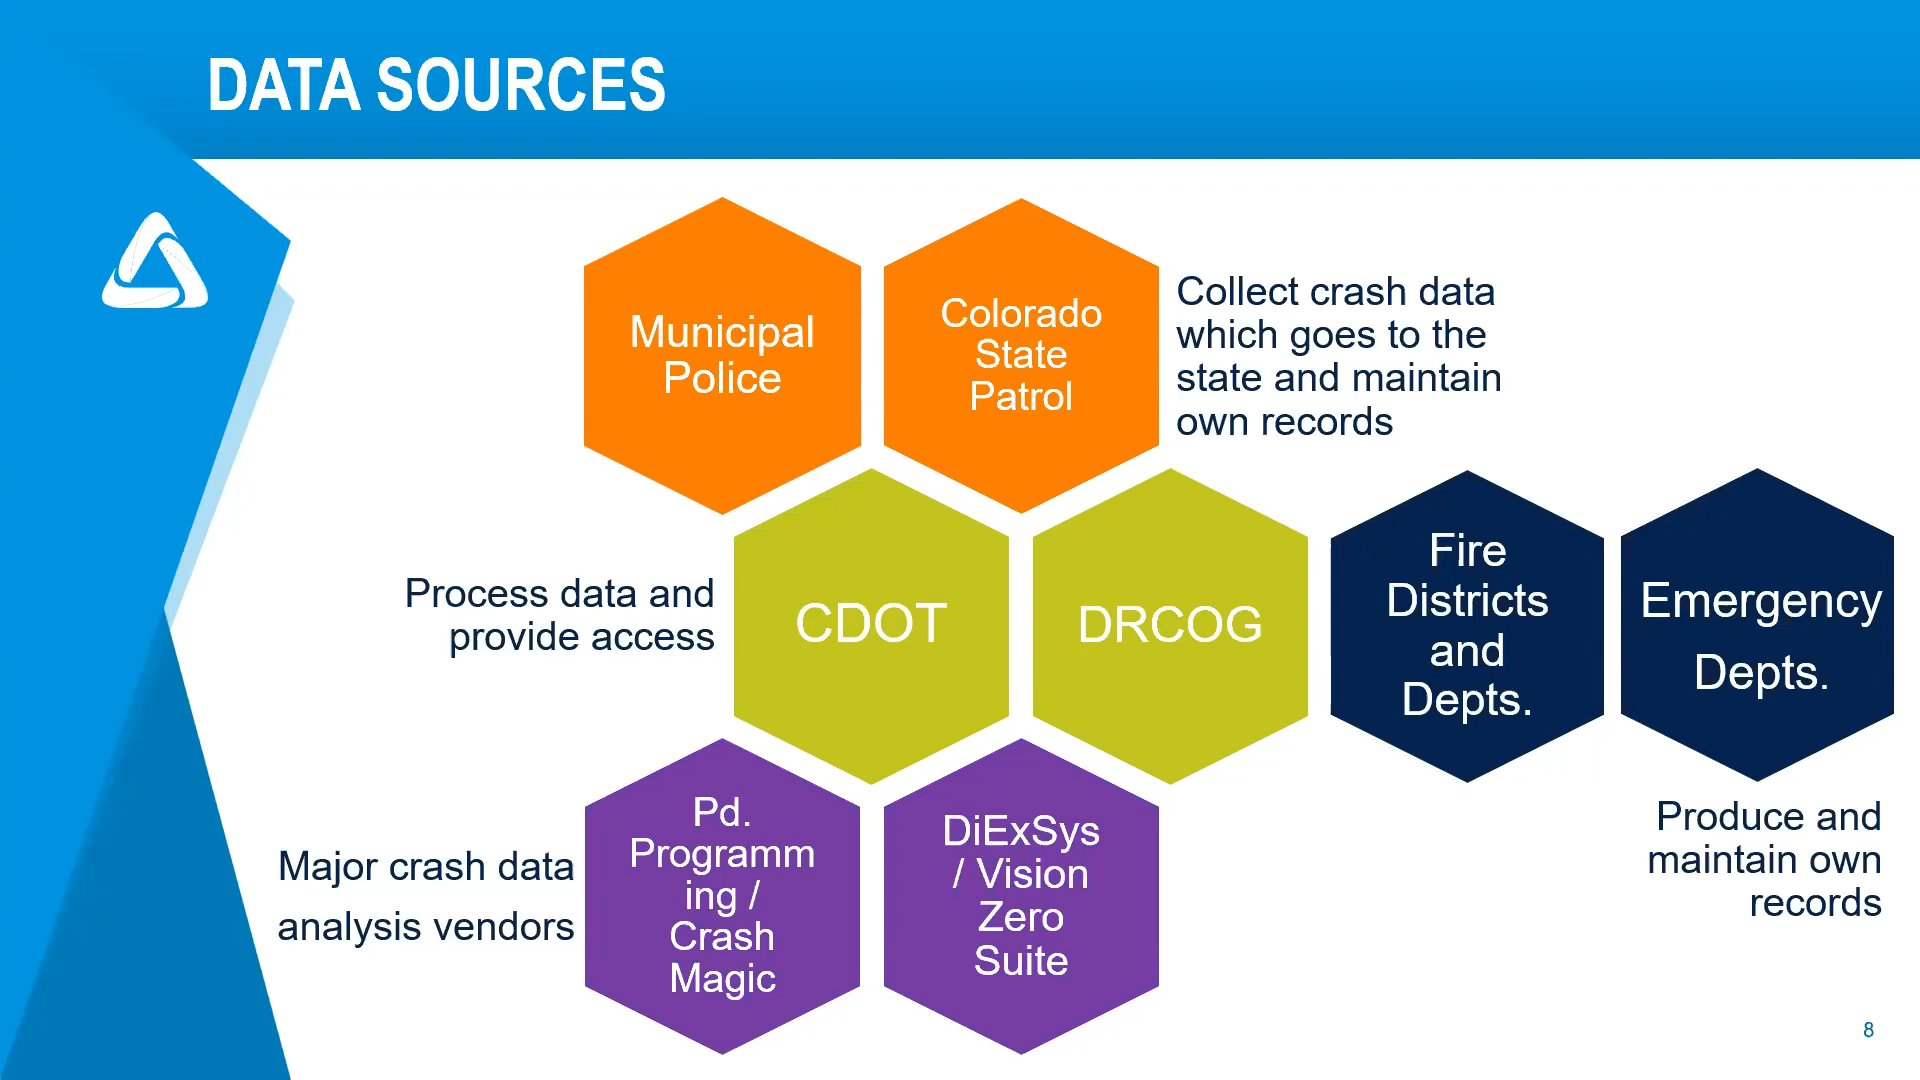 DATA SOURCES
Municipal
Police
Colorado
State
Patrol
Collect crash data
which goes to the
state and maintain
own records
Process data and
provide access
CDOT
DRCOG
Fire
Districts
and
Depts.
Emergency
Depts.
Produce and
maintain own
records
Major crash data
analysis vendors
Pd.
Programm
ing /
Crash
Magic
DiExSys
/ Vision
Zero
Suite
8